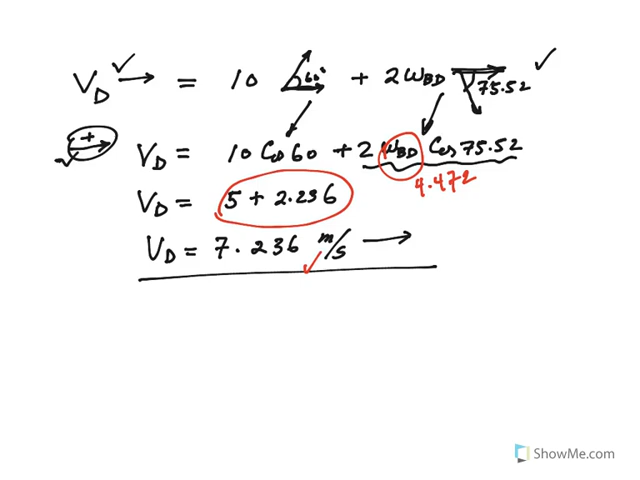 V_D → = 10 60° + 2ω_BD 75.52
+ V_D = 10 Cos 60 + 2 ω_BD Cos 75.52
4.472
V_D = 5 + 2.236
V_D = 7.236 m/s →
ShowMe.com